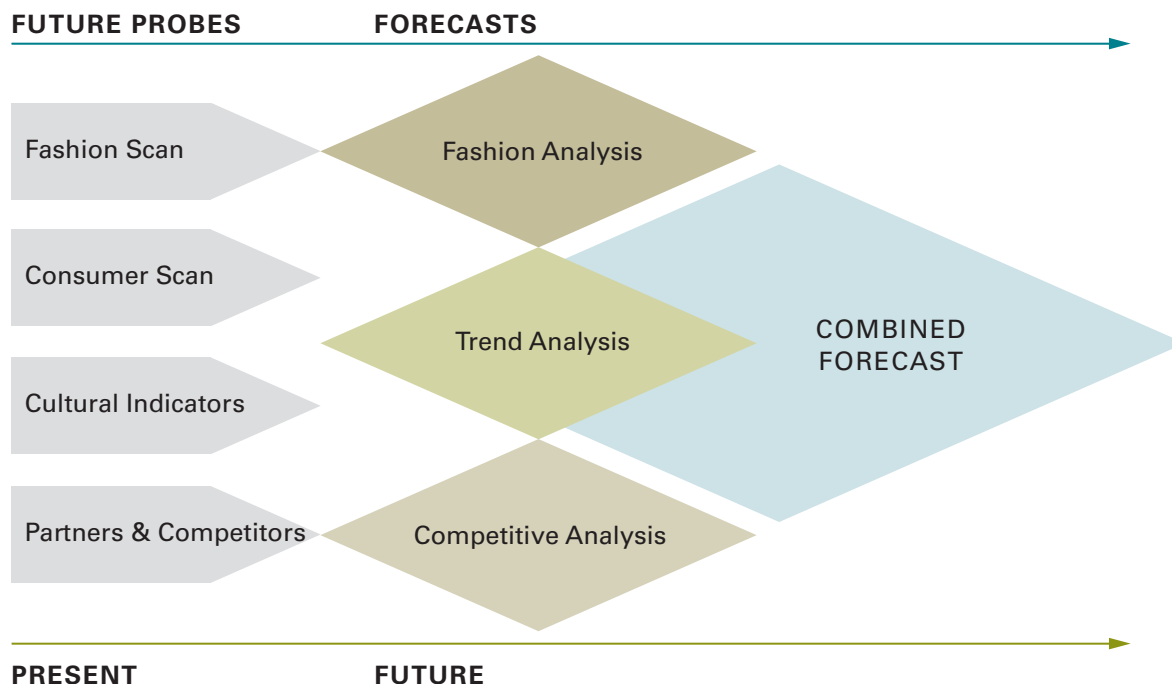 FUTURE PROBES
FORECASTS
Fashion Scan
Fashion Analysis
Consumer Scan
Trend Analysis
COMBINED
FORECAST
Cultural Indicators
Partners & Competitors
Competitive Analysis
PRESENT
FUTURE